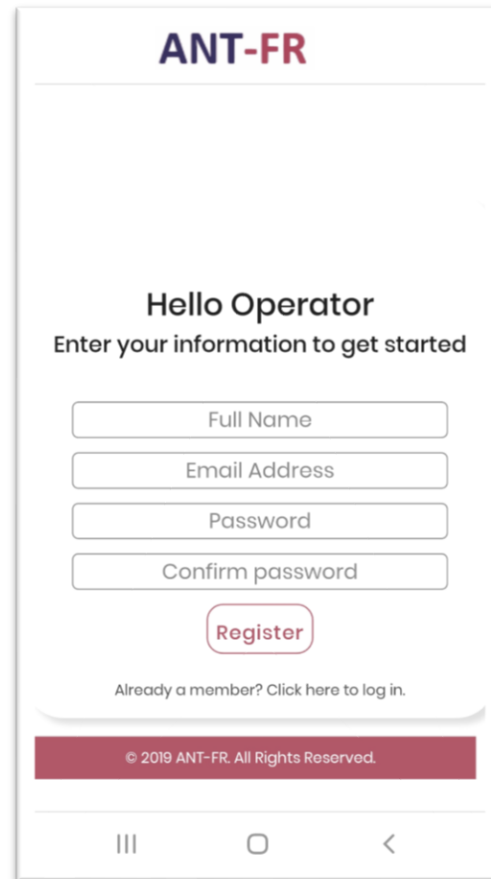 ANT-FR
Hello Operator
Enter your information to get started
Full Name
Email Address
Password
Confirm password
Register
Already a member? Click here to log in.
© 2019 ANT-FR. All Rights Reserved.